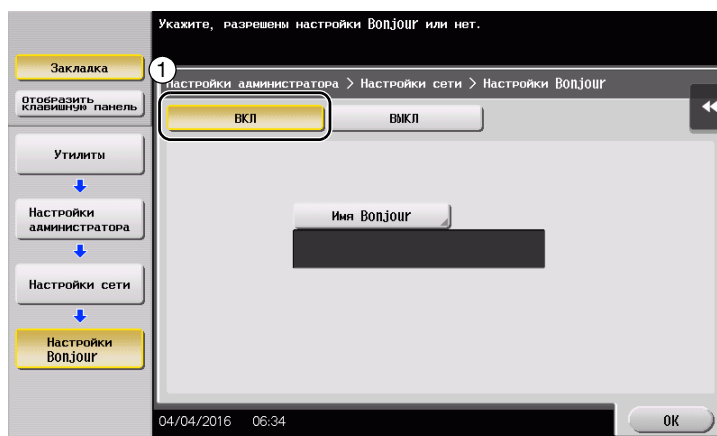 Укажите, разрешены настройки Bonjour или нет.
Закладка
1
Настройки администратора > Настройки сети > Настройки Bonjour
Отобразить
клавишную панель
ВКЛ
ВЫКЛ
Утилиты
Имя Bonjour
Настройки
администратора
Настройки сети
Настройки
Bonjour
04/04/2016 06:34
OK